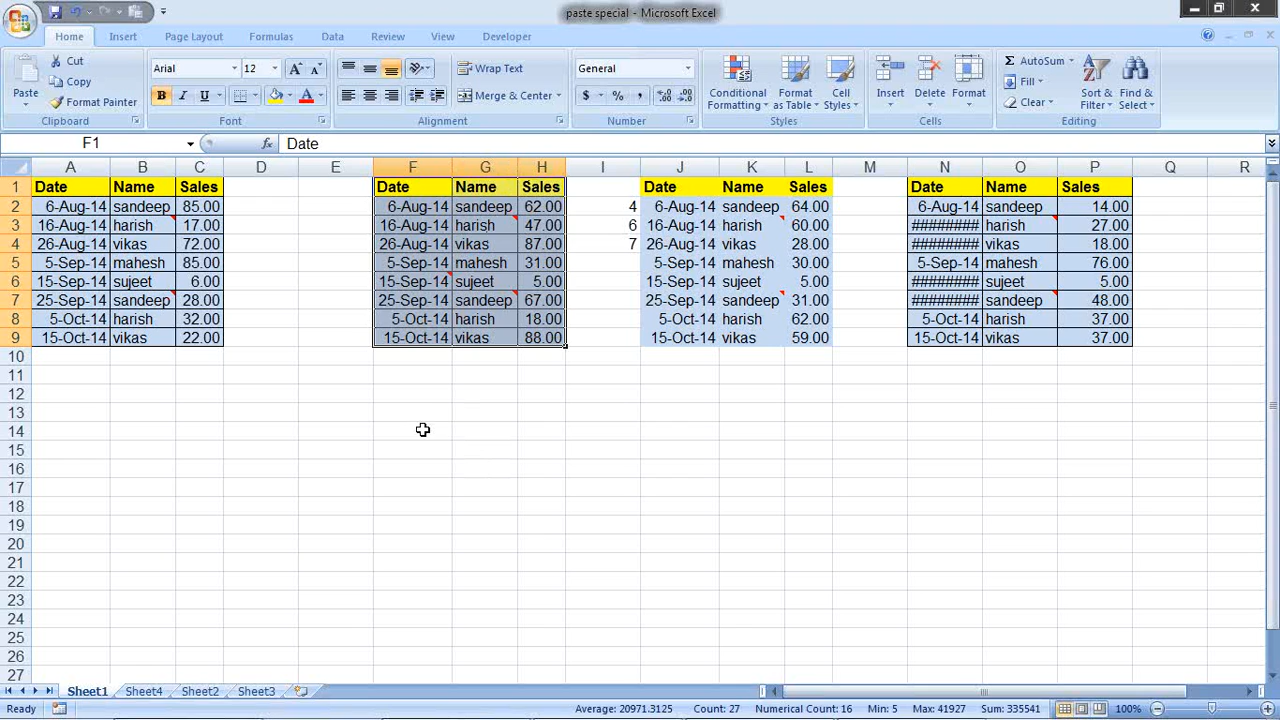 paste special - Microsoft Excel
Home Insert Page Layout Formulas Data Review View Developer
Paste
Cut
Copy
Format Painter
Clipboard
Arial 12
B I U A
Font
Wrap Text
Merge & Center
Alignment
General
$ % ,
Number
Conditional Formatting
Format as Table
Cell Styles
Styles
Insert Delete Format
Cells
Σ AutoSum
Fill
Clear
Sort & Filter
Find & Select
Editing
F1 fx Date
A B C D E F G H I J K L M N O P Q R
1 Date Name Sales Date Name Sales Date Name Sales Date Name Sales
2 6-Aug-14 sandeep 85.00 6-Aug-14 sandeep 62.00 4 6-Aug-14 sandeep 64.00 6-Aug-14 sandeep 14.00
3 16-Aug-14 harish 17.00 16-Aug-14 harish 47.00 6 16-Aug-14 harish 60.00 ######## harish 27.00
4 26-Aug-14 vikas 72.00 26-Aug-14 vikas 87.00 7 26-Aug-14 vikas 28.00 ######## vikas 18.00
5 5-Sep-14 mahesh 85.00 5-Sep-14 mahesh 31.00 5-Sep-14 mahesh 30.00 5-Sep-14 mahesh 76.00
6 15-Sep-14 sujeet 6.00 15-Sep-14 sujeet 5.00 15-Sep-14 sujeet 5.00 ######## sujeet 5.00
7 25-Sep-14 sandeep 28.00 25-Sep-14 sandeep 67.00 25-Sep-14 sandeep 31.00 ######## sandeep 48.00
8 5-Oct-14 harish 32.00 5-Oct-14 harish 18.00 5-Oct-14 harish 62.00 5-Oct-14 harish 37.00
9 15-Oct-14 vikas 22.00 15-Oct-14 vikas 88.00 15-Oct-14 vikas 59.00 15-Oct-14 vikas 37.00
10
11
12
13
14
15
16
17
18
19
20
21
22
23
24
25
26
27
Sheet1 Sheet4 Sheet2 Sheet3
Ready Average: 20971.3125 Count: 27 Numerical Count: 16 Min: 5 Max: 41927 Sum: 335541 100%